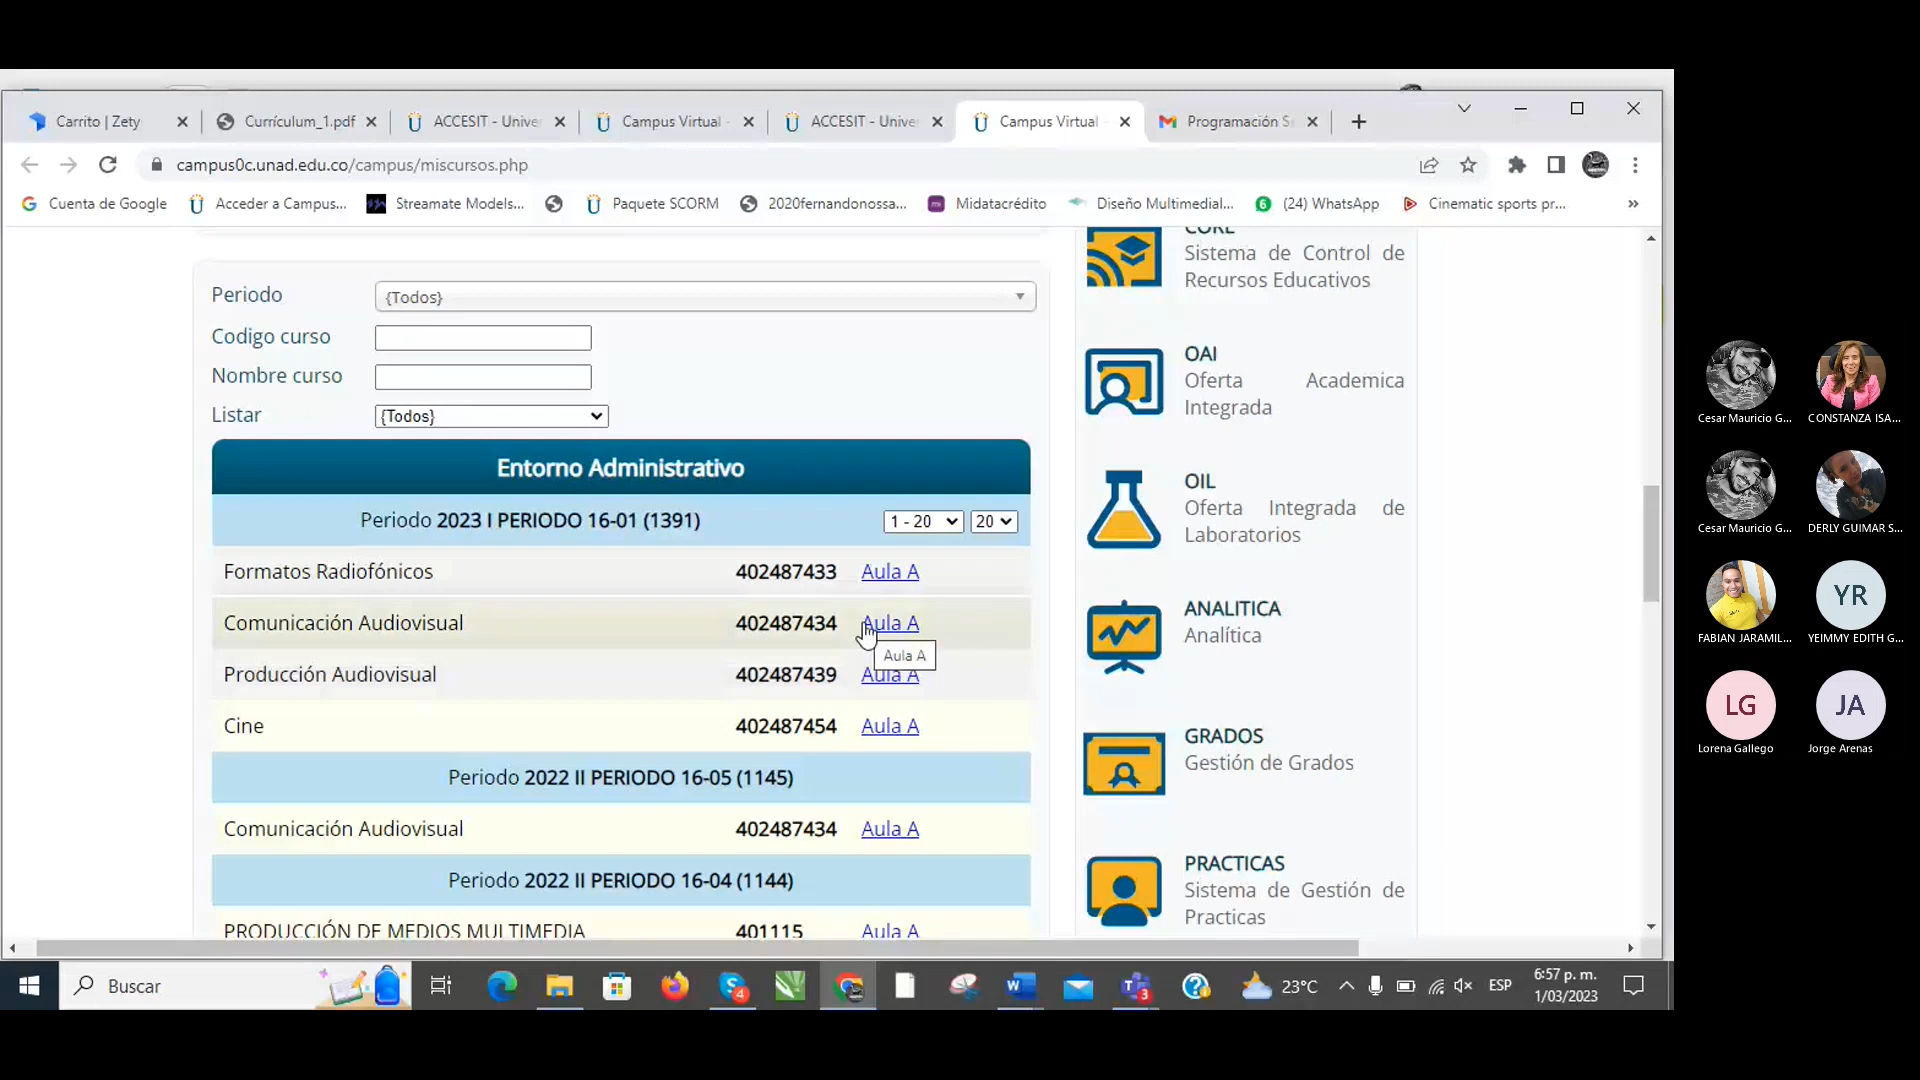 Carrito | Zety
Currículum_1.pdf
ACCESIT - Unive
Campus Virtual -
ACCESIT - Unive
Campus Virtual -
Programación S
campus0c.unad.edu.co/campus/miscursos.php
Cuenta de Google
Acceder a Campus...
Streamate Models...
Paquete SCORM
2020fernandonossa...
Midatacrédito
Diseño Multimedial...
(24) WhatsApp
Cinematic sports pr...
»
Periodo
{Todos}
Codigo curso
Nombre curso
Listar
{Todos}
Entorno Administrativo
Periodo 2023 I PERIODO 16-01 (1391)
1 - 20
20
Formatos Radiofónicos 402487433 Aula A
Comunicación Audiovisual 402487434 Aula A
Aula A
Producción Audiovisual 402487439 Aula A
Cine 402487454 Aula A
Periodo 2022 II PERIODO 16-05 (1145)
Comunicación Audiovisual 402487434 Aula A
Periodo 2022 II PERIODO 16-04 (1144)
PRODUCCIÓN DE MEDIOS MULTIMEDIA 401115 Aula A
CORE
Sistema de Control de
Recursos Educativos
OAI
Oferta Academica
Integrada
OIL
Oferta Integrada de
Laboratorios
ANALITICA
Analítica
GRADOS
Gestión de Grados
PRACTICAS
Sistema de Gestión de
Practicas
Cesar Mauricio G...
CONSTANZA ISA...
Cesar Mauricio G...
DERLY GUIMAR S...
FABIAN JARAMIL...
YR
YEIMMY EDITH G...
LG
Lorena Gallego
JA
Jorge Arenas
Buscar
4
3
23°C
ESP
6:57 p. m.
1/03/2023